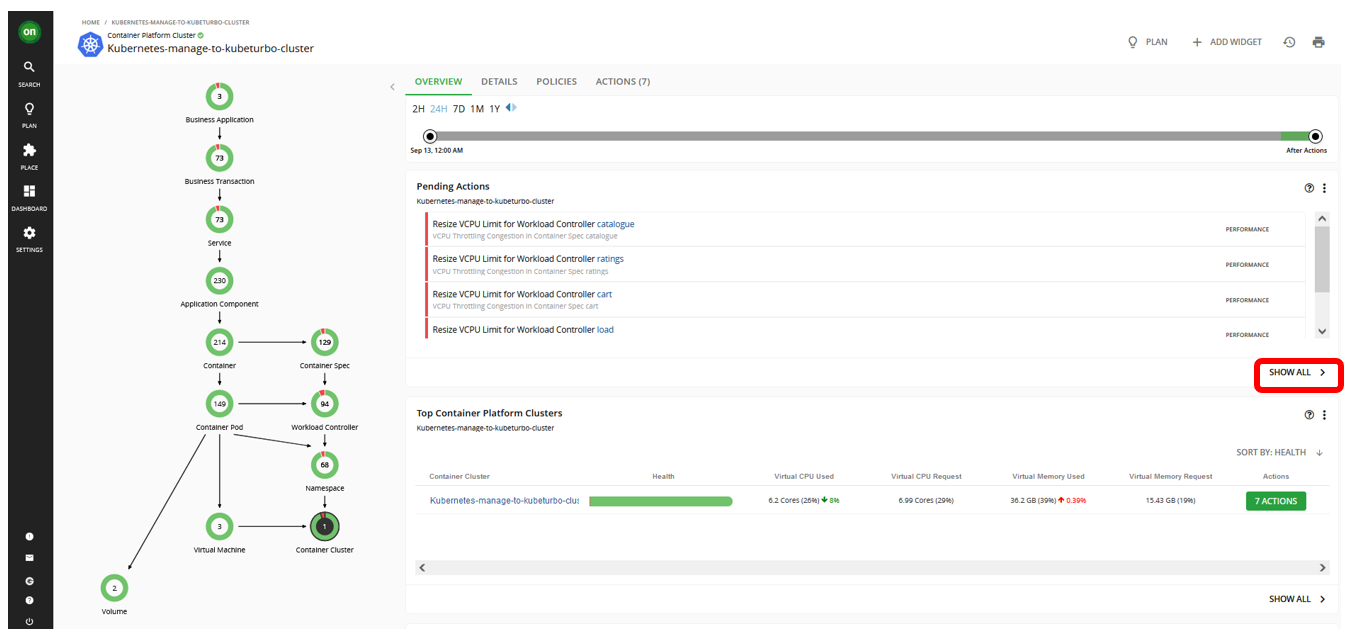 on
SEARCH
PLAN
PLACE
DASHBOARD
SETTINGS
HOME / KUBERNETES-MANAGE-TO-KUBETURBO-CLUSTER
Container Platform Cluster
Kubernetes-manage-to-kubeturbo-cluster
PLAN
ADD WIDGET
3
Business Application
73
Business Transaction
73
Service
230
Application Component
214
129
Container
Container Spec
149
94
Container Pod
Workload Controller
68
Namespace
3
1
Virtual Machine
Container Cluster
2
Volume
OVERVIEW DETAILS POLICIES ACTIONS (7)
2H 24H 7D 1M 1Y
Sep 13, 12:00 AM
After Actions
Pending Actions
Kubernetes-manage-to-kubeturbo-cluster
Resize VCPU Limit for Workload Controller catalogue
VCPU Throttling Congestion in Container Spec catalogue
PERFORMANCE
Resize VCPU Limit for Workload Controller ratings
VCPU Throttling Congestion in Container Spec ratings
PERFORMANCE
Resize VCPU Limit for Workload Controller cart
VCPU Throttling Congestion in Container Spec cart
PERFORMANCE
Resize VCPU Limit for Workload Controller load
PERFORMANCE
SHOW ALL
Top Container Platform Clusters
Kubernetes-manage-to-kubeturbo-cluster
SORT BY: HEALTH
Container Cluster Health Virtual CPU Used Virtual CPU Request Virtual Memory Used Virtual Memory Request Actions
Kubernetes-manage-to-kubeturbo-clu 6.2 Cores (26%) 8% 6.99 Cores (29%) 36.2 GB (39%) 0.39% 15.43 GB (19%) 7 ACTIONS
SHOW ALL